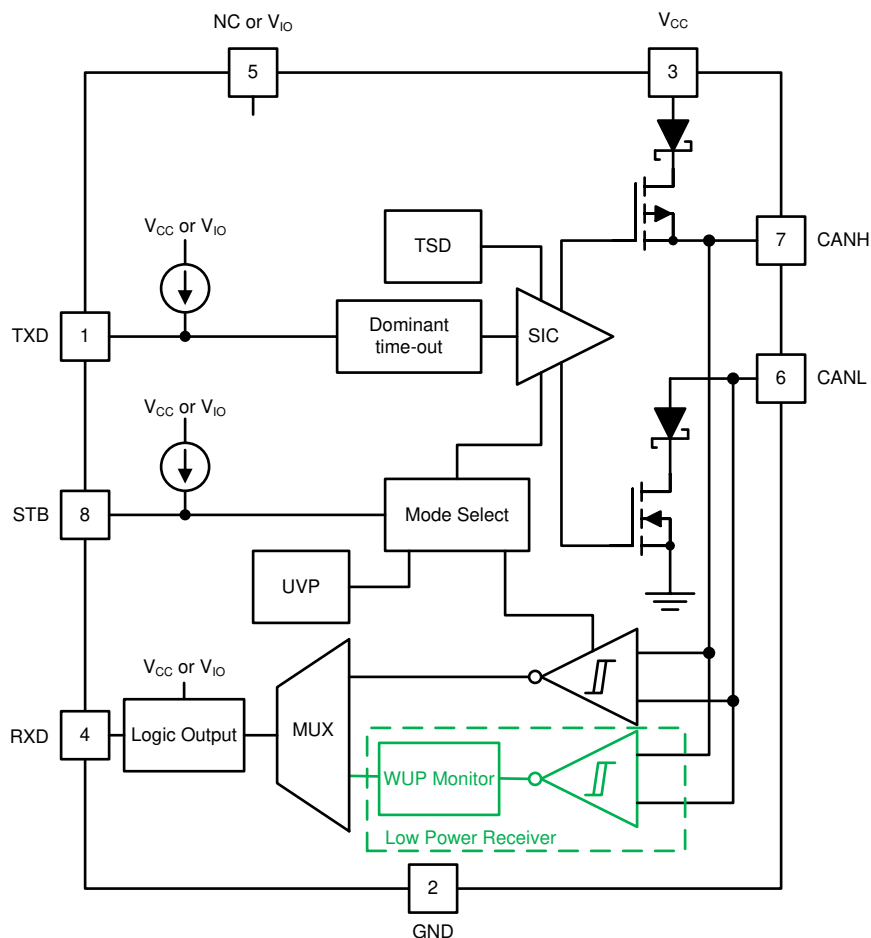 NC or VIO
VCC
5
3
VCC or VIO
TSD
7
CANH
TXD
1
Dominant
time-out
SIC
6
CANL
VCC or VIO
STB
8
Mode Select
UVP
VCC or VIO
RXD
4
Logic Output
MUX
WUP Monitor
Low Power Receiver
2
GND